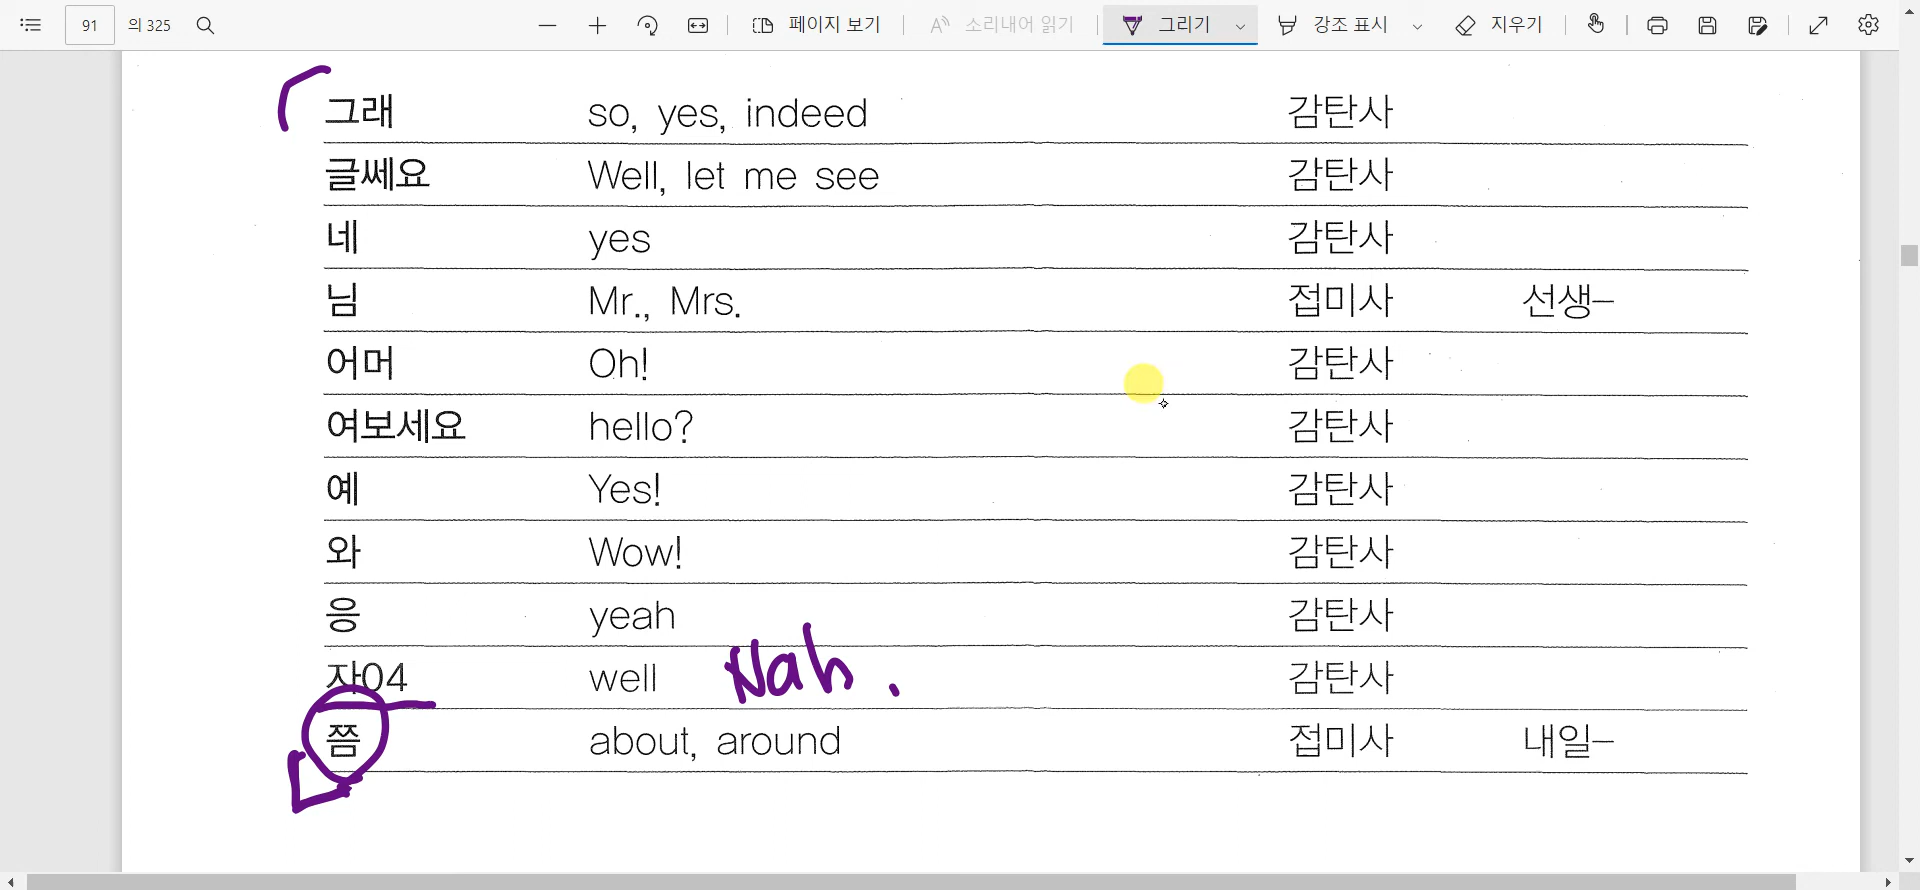 91 의 325 페이지 보기 소리내어 읽기 그리기 강조 표시 지우기
그래 so, yes, indeed 감탄사
글쎄요 Well, let me see 감탄사
네 yes 감탄사
님 Mr., Mrs. 접미사 선생–
어머 Oh! 감탄사
여보세요 hello? 감탄사
예 Yes! 감탄사
와 Wow! 감탄사
응 yeah 감탄사
자04 well Nah. 감탄사
쯤 about, around 접미사 내일–